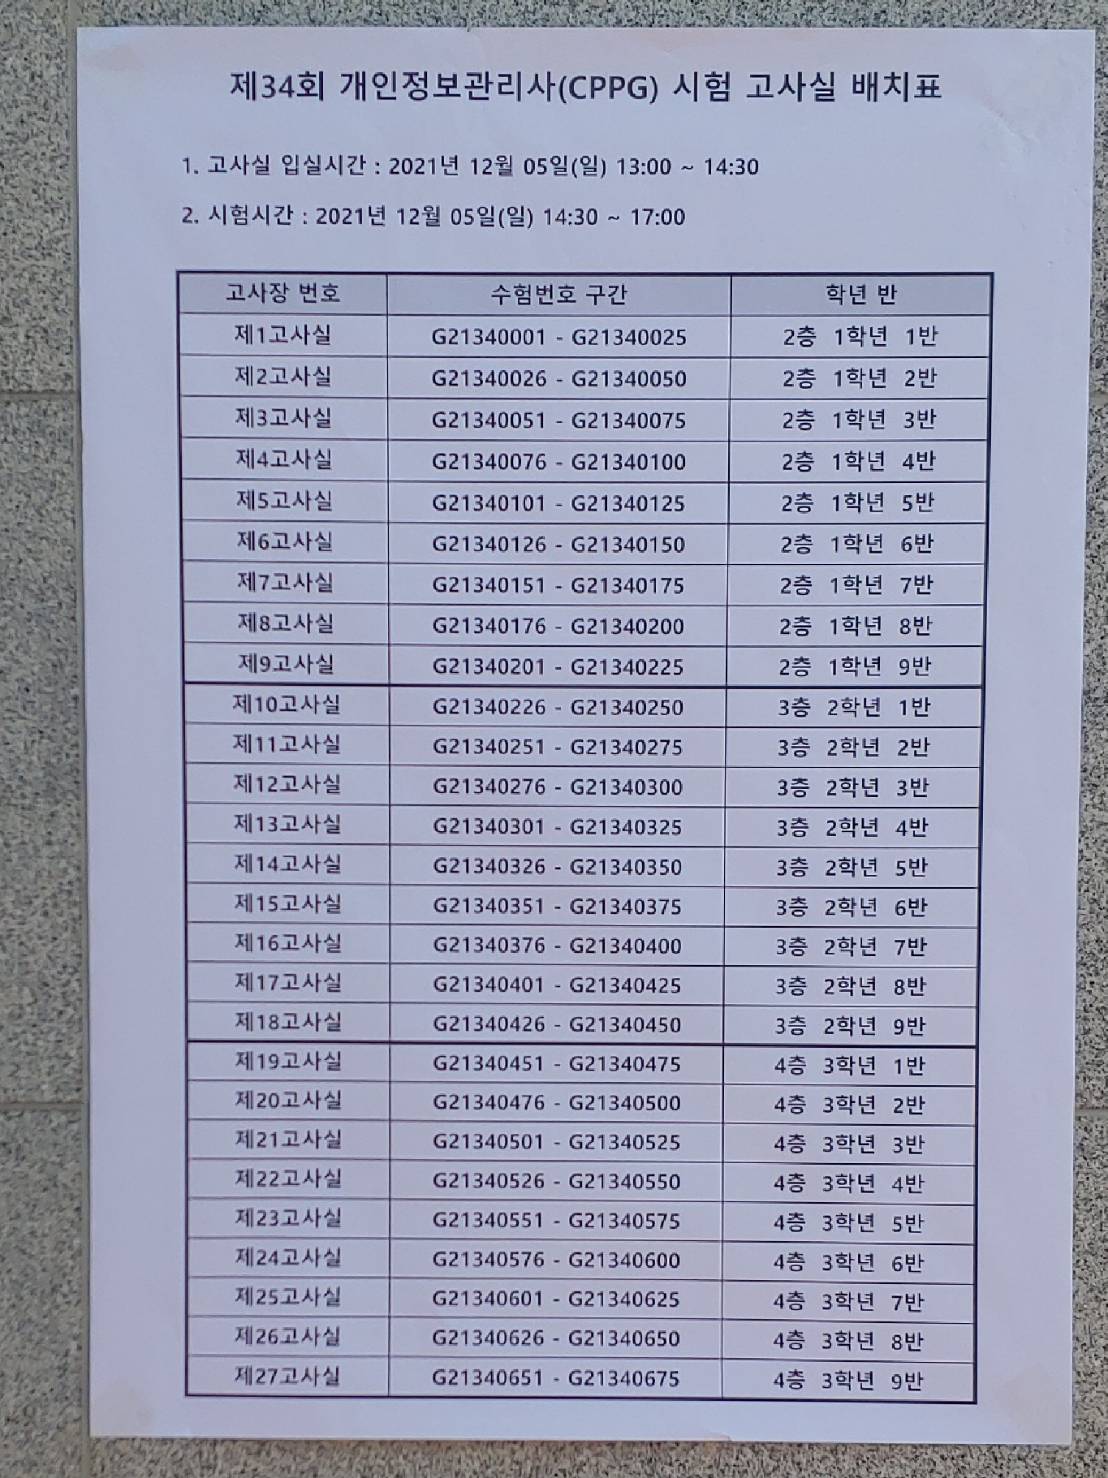 제34회 개인정보관리사(CPPG) 시험 고사실 배치표
1. 고사실 입실시간 : 2021년 12월 05일(일) 13:00 ~ 14:30
2. 시험시간 : 2021년 12월 05일(일) 14:30 ~ 17:00
고사장 번호 수험번호 구간 학년 반
제1고사실 G21340001 - G21340025 2층 1학년 1반
제2고사실 G21340026 - G21340050 2층 1학년 2반
제3고사실 G21340051 - G21340075 2층 1학년 3반
제4고사실 G21340076 - G21340100 2층 1학년 4반
제5고사실 G21340101 - G21340125 2층 1학년 5반
제6고사실 G21340126 - G21340150 2층 1학년 6반
제7고사실 G21340151 - G21340175 2층 1학년 7반
제8고사실 G21340176 - G21340200 2층 1학년 8반
제9고사실 G21340201 - G21340225 2층 1학년 9반
제10고사실 G21340226 - G21340250 3층 2학년 1반
제11고사실 G21340251 - G21340275 3층 2학년 2반
제12고사실 G21340276 - G21340300 3층 2학년 3반
제13고사실 G21340301 - G21340325 3층 2학년 4반
제14고사실 G21340326 - G21340350 3층 2학년 5반
제15고사실 G21340351 - G21340375 3층 2학년 6반
제16고사실 G21340376 - G21340400 3층 2학년 7반
제17고사실 G21340401 - G21340425 3층 2학년 8반
제18고사실 G21340426 - G21340450 3층 2학년 9반
제19고사실 G21340451 - G21340475 4층 3학년 1반
제20고사실 G21340476 - G21340500 4층 3학년 2반
제21고사실 G21340501 - G21340525 4층 3학년 3반
제22고사실 G21340526 - G21340550 4층 3학년 4반
제23고사실 G21340551 - G21340575 4층 3학년 5반
제24고사실 G21340576 - G21340600 4층 3학년 6반
제25고사실 G21340601 - G21340625 4층 3학년 7반
제26고사실 G21340626 - G21340650 4층 3학년 8반
제27고사실 G21340651 - G21340675 4층 3학년 9반